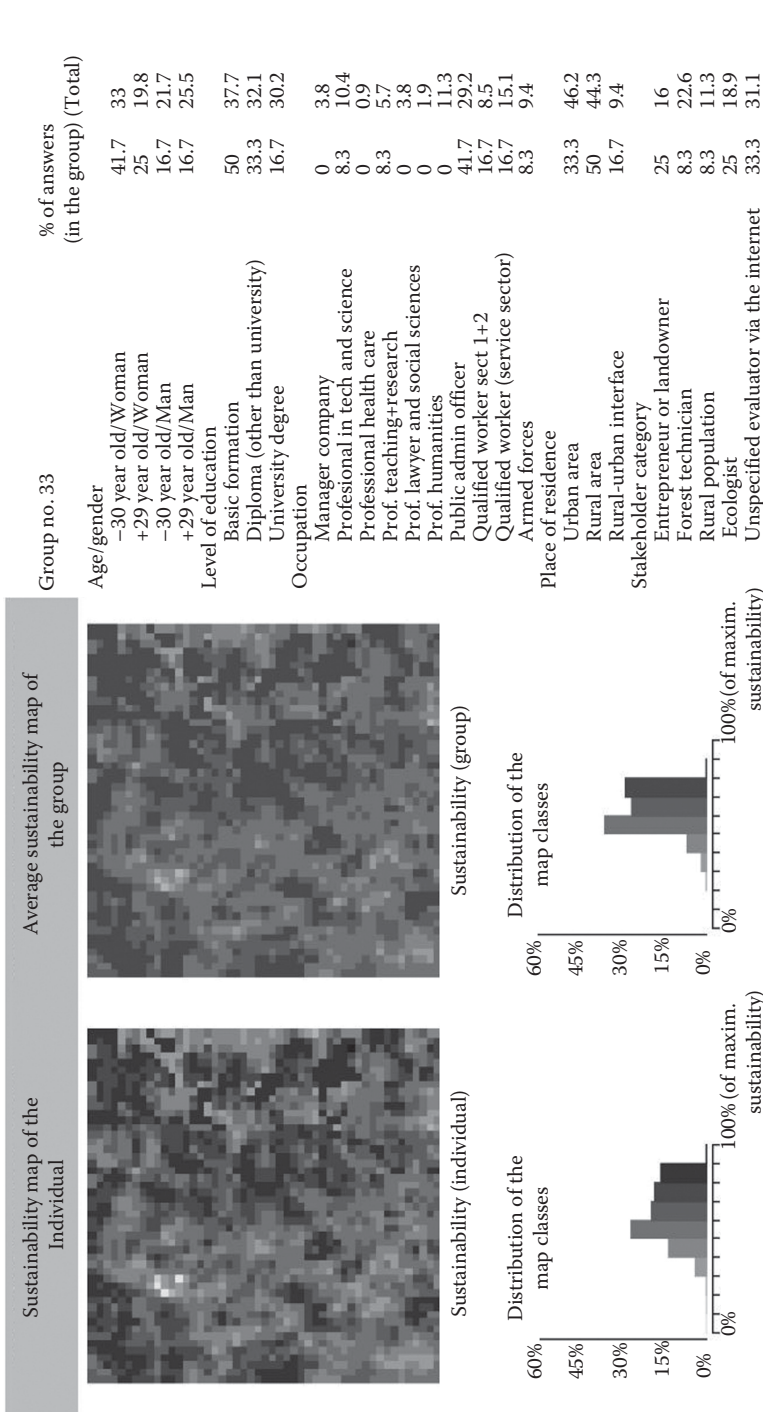 Sustainability map of the
Individual
Sustainability (individual)
Distribution of the
map classes
60%
45%
30%
15%
0%
0%
100% (of maxim.
sustainability)
Average sustainability map of
the group
Sustainability (group)
Distribution of the
map classes
60%
45%
30%
15%
0%
0%
100%(of maxim.
sustainability)
Group no. 33
% of answers
(in the group) (Total)
Age/gender
−30 year old/Woman 41.7 33
+29 year old/Woman 25 19.8
−30 year old/Man 16.7 21.7
+29 year old/Man 16.7 25.5
Level of education
Basic formation 50 37.7
Diploma (other than university) 33.3 32.1
University degree 16.7 30.2
Occupation
Manager company 0 3.8
Profesional in tech and science 8.3 10.4
Professional health care 0 0.9
Prof. teaching+research 8.3 5.7
Prof. lawyer and social sciences 0 3.8
Prof. humanities 0 1.9
Public admin officer 0 11.3
Qualified worker sect 1+2 41.7 29.2
Qualified worker (service sector) 16.7 8.5
Armed forces 16.7 15.1
8.3 9.4
Place of residence
Urban area 33.3 46.2
Rural area 50 44.3
Rural-urban interface 16.7 9.4
Stakeholder category
Entrepreneur or landowner 25 16
Forest technician 8.3 22.6
Rural population 8.3 11.3
Ecologist 25 18.9
Unspecified evaluator via the internet 33.3 31.1